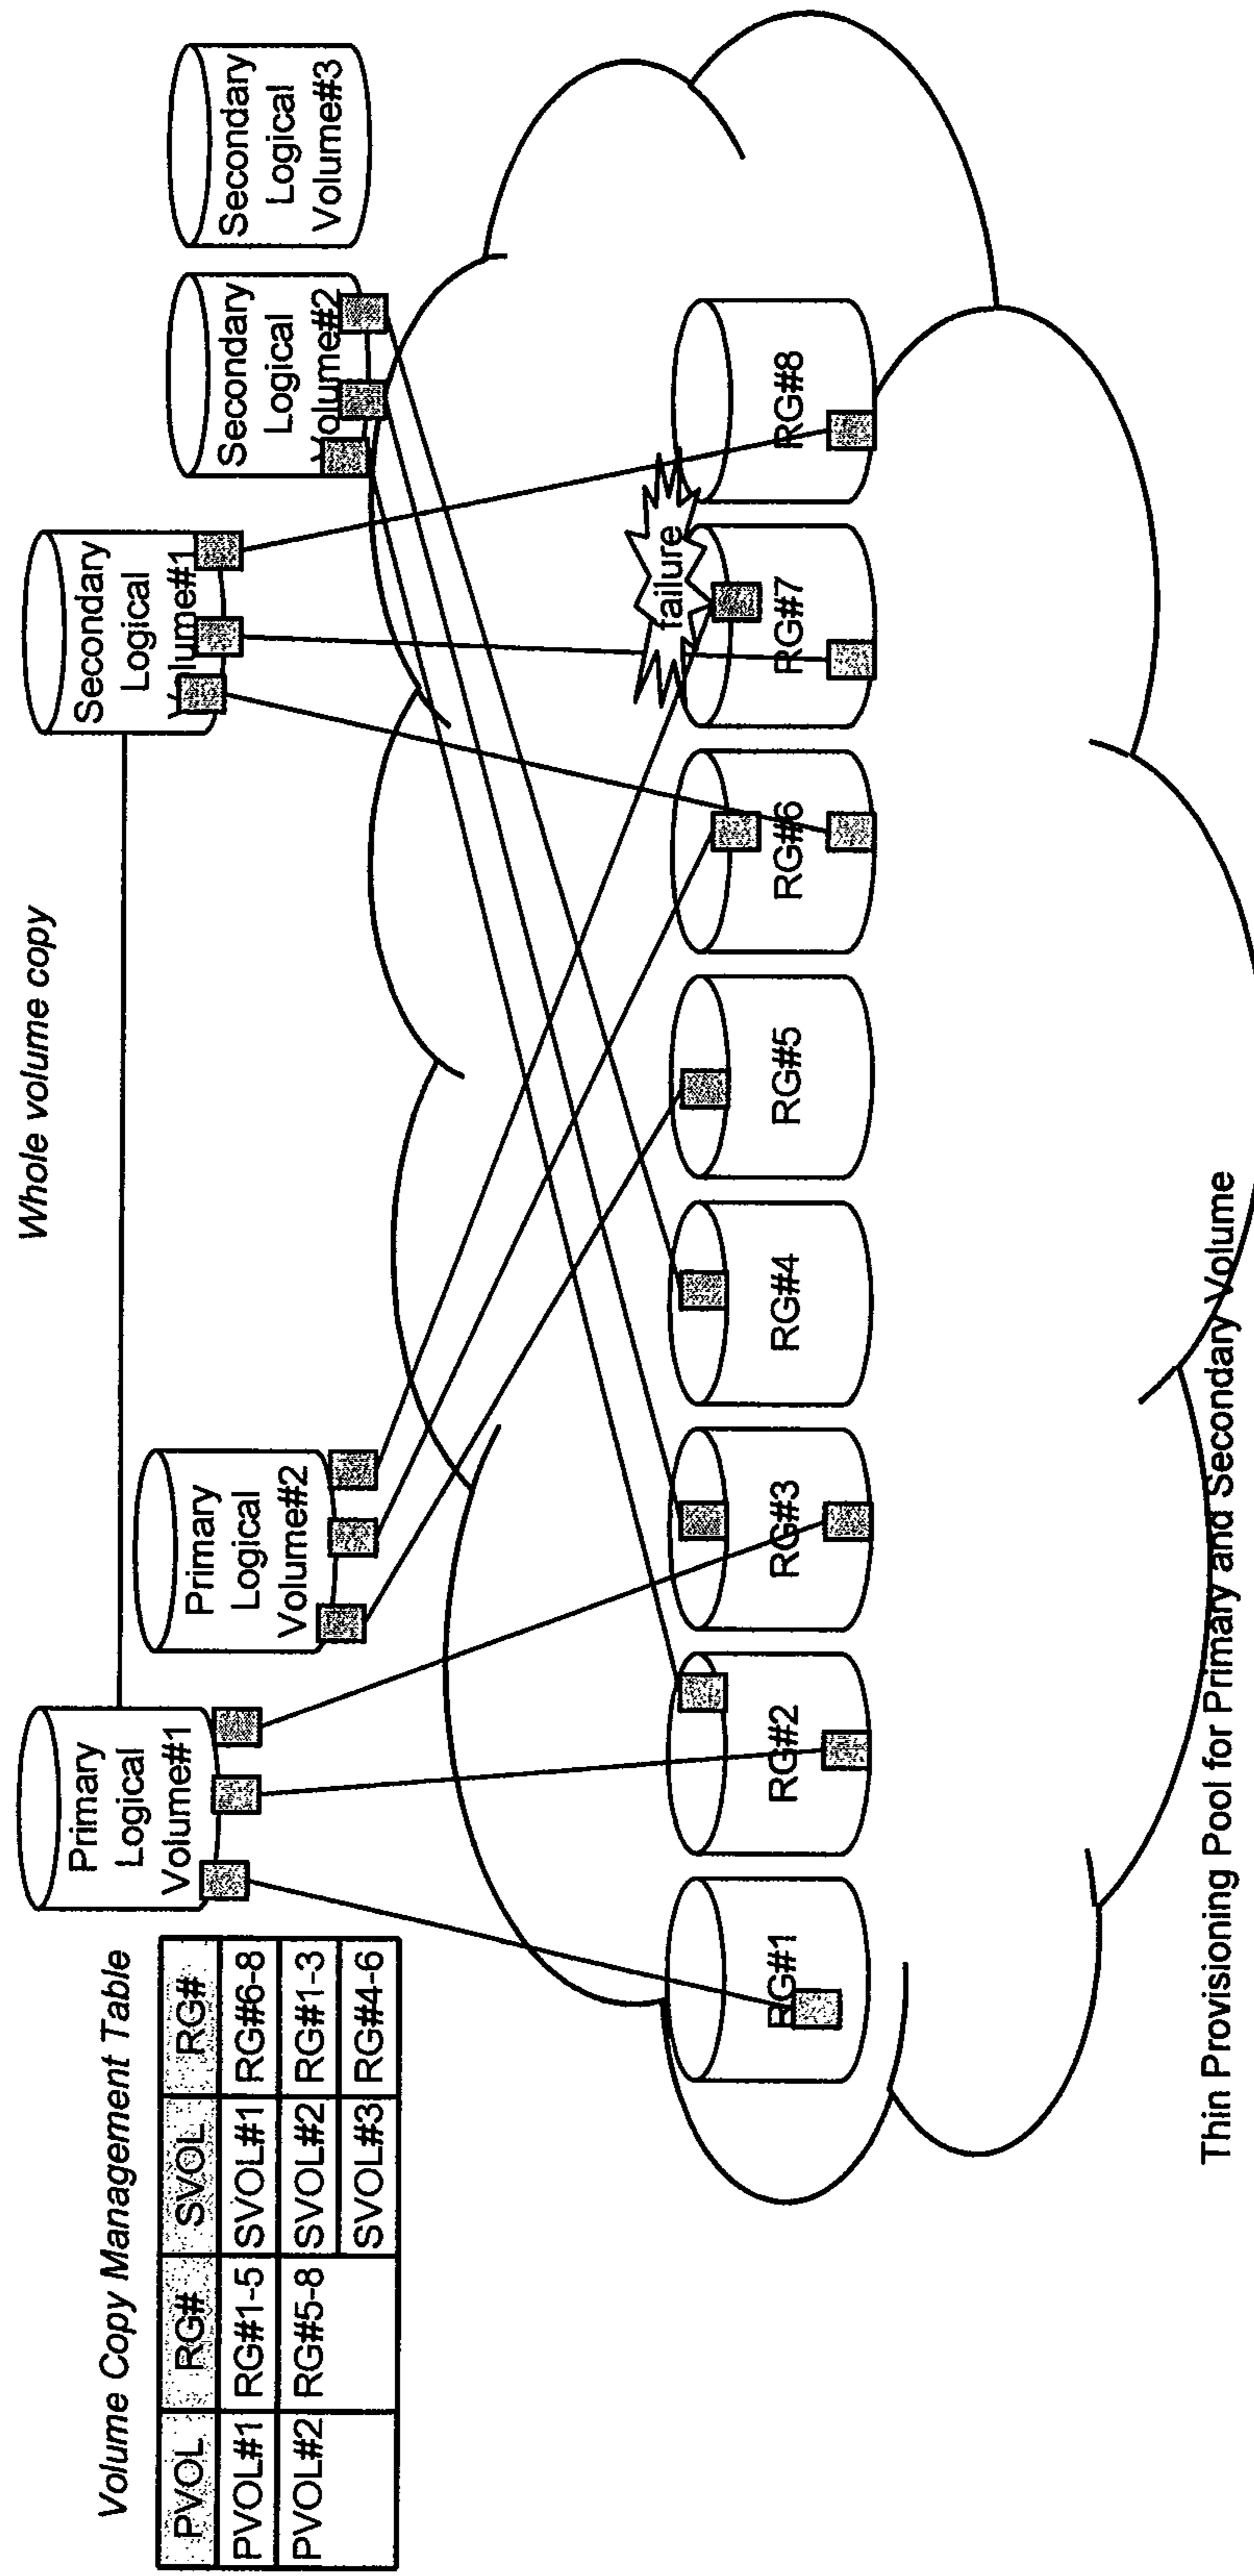 Whole volume copy
Volume Copy Management Table
PVOL RG# SVOL RG#
PVOL#1 RG#1-5 SVOL#1 RG#6-8
PVOL#2 RG#5-8 SVOL#2 RG#1-3
SVOL#3 RG#4-6
Primary
Logical
Volume#1
Primary
Logical
Volume#2
Secondary
Logical
Volume#1
Secondary
Logical
Volume#2
Secondary
Logical
Volume#3
failure
RG#1
RG#2
RG#3
RG#4
RG#5
RG#6
RG#7
RG#8
Thin Provisioning Pool for Primary and Secondary Volume